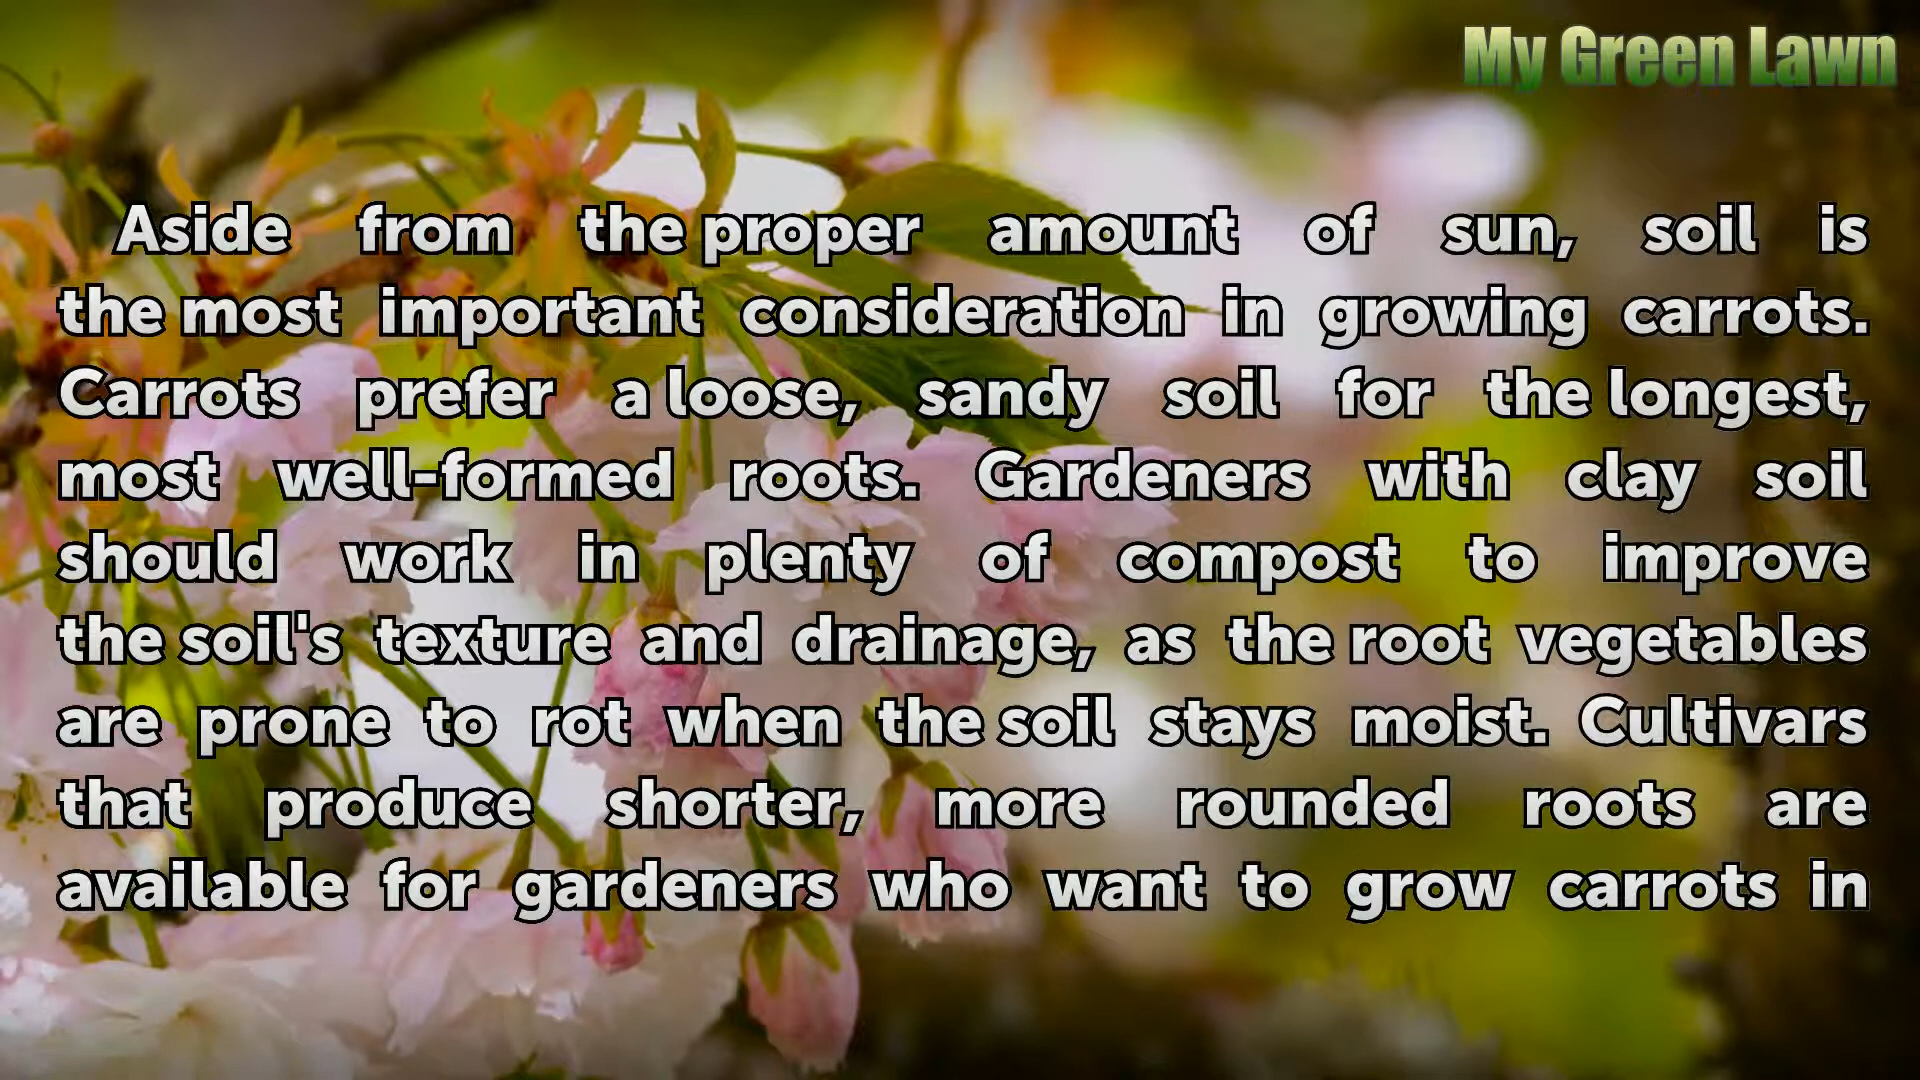 My Green Lawn
Aside from the proper amount of sun, soil is
the most important consideration in growing carrots.
Carrots prefer a loose, sandy soil for the longest,
most well-formed roots. Gardeners with clay soil
should work in plenty of compost to improve
the soil's texture and drainage, as the root vegetables
are prone to rot when the soil stays moist. Cultivars
that produce shorter, more rounded roots are
available for gardeners who want to grow carrots in